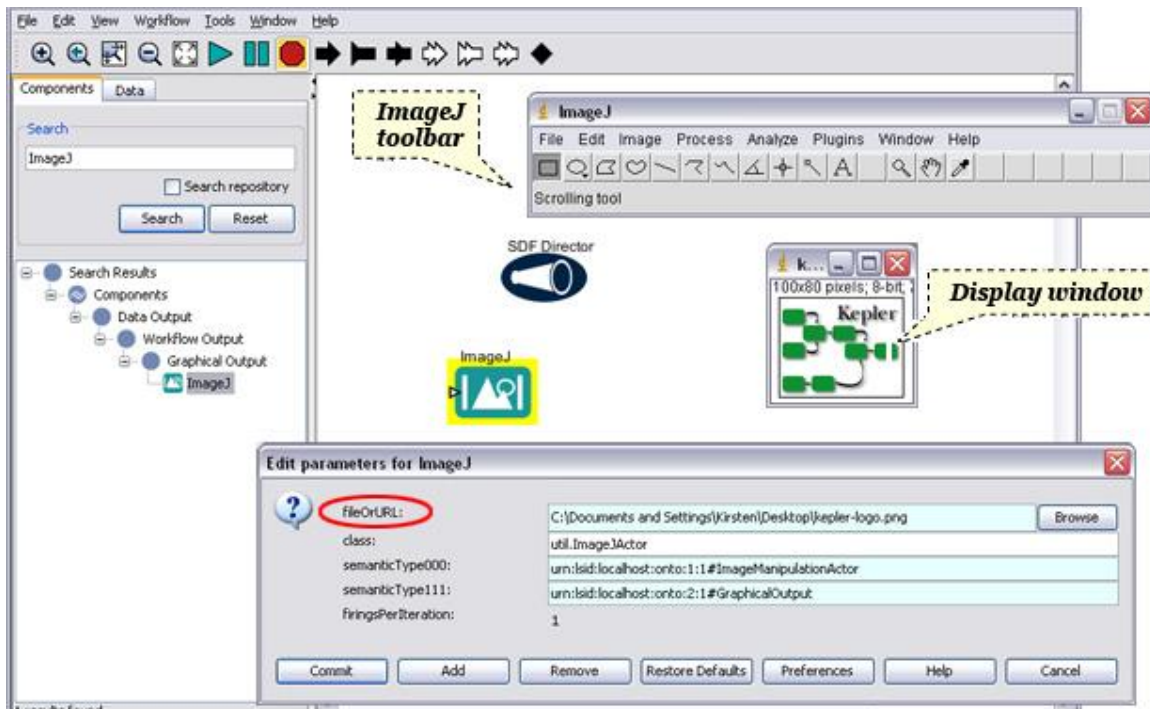 File Edit View Workflow Tools Window Help
Components Data
Search
ImageJ
Search repository
Search Reset
Search Results
Components
Data Output
Workflow Output
Graphical Output
ImageJ
ImageJ
toolbar
ImageJ
File Edit Image Process Analyze Plugins Window Help
A
Scrolling tool
SDF Director
k...
100x80 pixels; 8-bit;
Kepler
Display window
ImageJ
Edit parameters for ImageJ
fileOrURL: C:\Documents and Settings\Kirsten\Desktop\kepler-logo.png Browse
class: util.ImageJActor
semanticType000: urn:lsid:localhost:onto:1:1#ImageManipulationActor
semanticType111: urn:lsid:localhost:onto:2:1#GraphicalOutput
firingsPerIteration: 1
Commit Add Remove Restore Defaults Preferences Help Cancel
results found